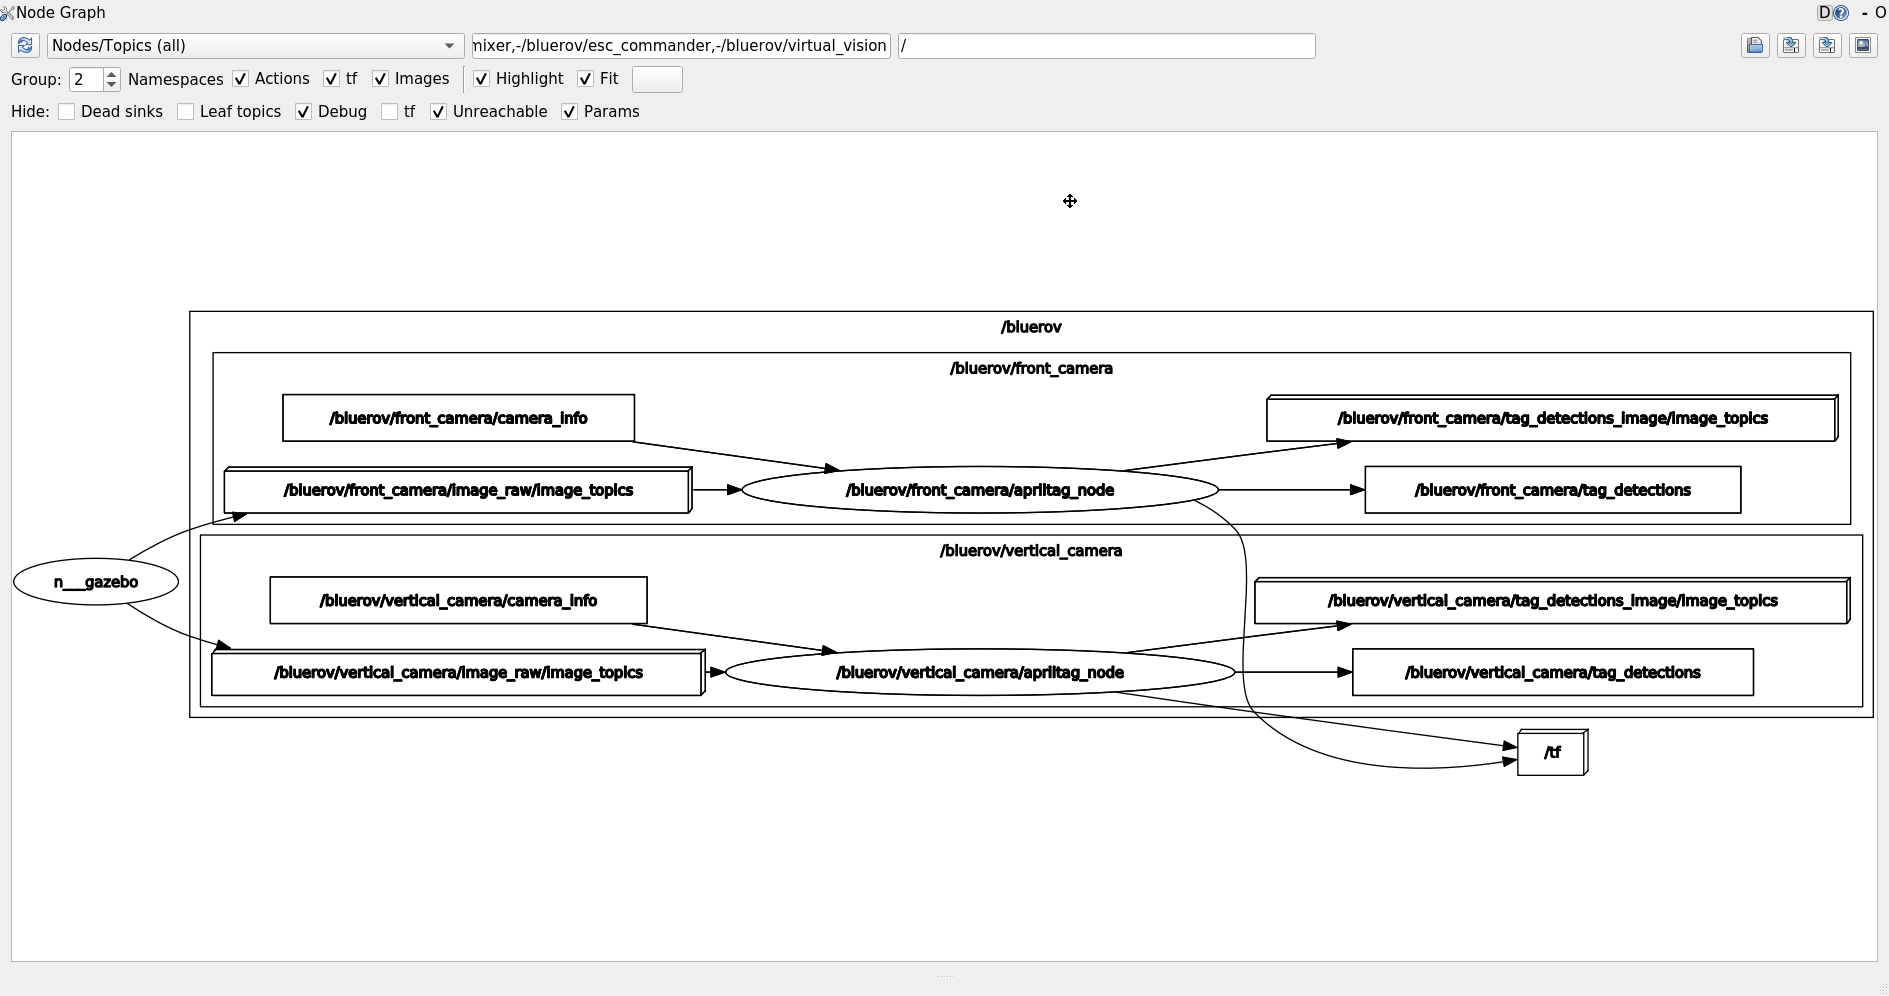 Node Graph
D ? - O
Nodes/Topics (all)
mixer,-/bluerov/esc_commander,-/bluerov/virtual_vision
/
Group: 2 Namespaces Actions tf Images Highlight Fit
Hide: Dead sinks Leaf topics Debug tf Unreachable Params
/bluerov
/bluerov/front_camera
/bluerov/front_camera/camera_info
/bluerov/front_camera/tag_detections_image/image_topics
/bluerov/front_camera/image_raw/image_topics
/bluerov/front_camera/apriltag_node
/bluerov/front_camera/tag_detections
/bluerov/vertical_camera
n___gazebo
/bluerov/vertical_camera/camera_info
/bluerov/vertical_camera/tag_detections_image/image_topics
/bluerov/vertical_camera/image_raw/image_topics
/bluerov/vertical_camera/apriltag_node
/bluerov/vertical_camera/tag_detections
/tf